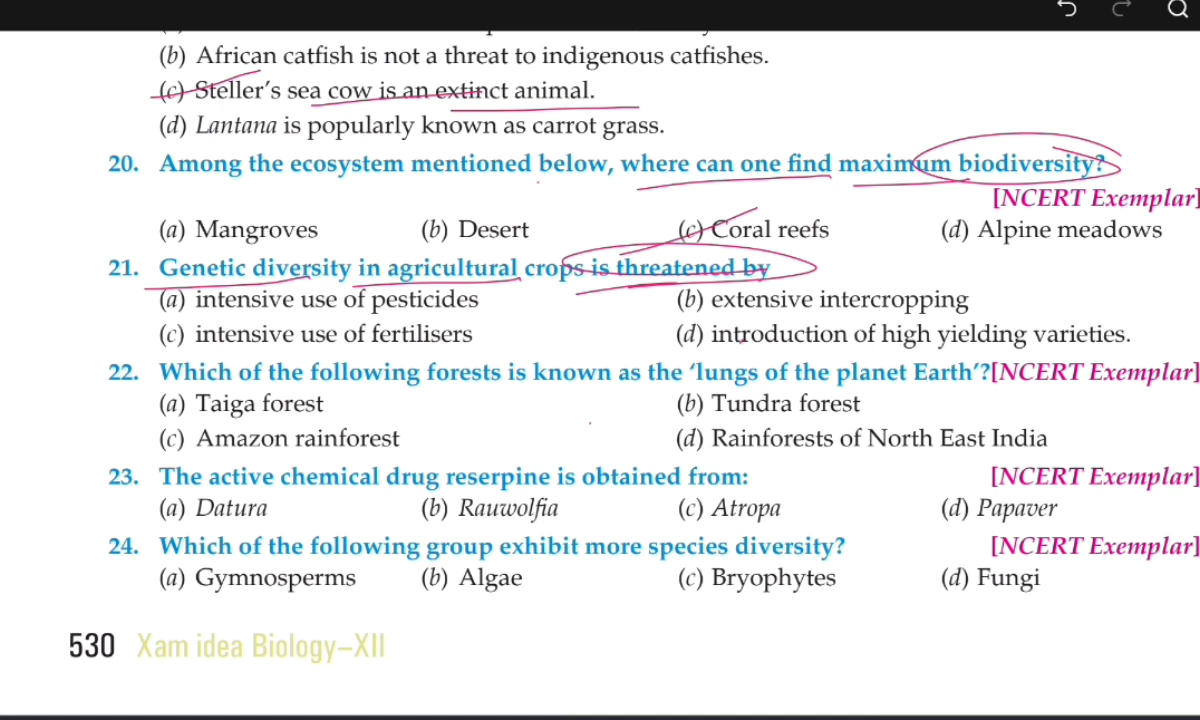 (b) African catfish is not a threat to indigenous catfishes.
(c) Steller's sea cow is an extinct animal.
(d) Lantana is popularly known as carrot grass.
20. Among the ecosystem mentioned below, where can one find maximum biodiversity?
[NCERT Exemplar]
(a) Mangroves (b) Desert (c) Coral reefs (d) Alpine meadows
21. Genetic diversity in agricultural crops is threatened by
(a) intensive use of pesticides (b) extensive intercropping
(c) intensive use of fertilisers (d) introduction of high yielding varieties.
22. Which of the following forests is known as the ‘lungs of the planet Earth’?[NCERT Exemplar]
(a) Taiga forest (b) Tundra forest
(c) Amazon rainforest (d) Rainforests of North East India
23. The active chemical drug reserpine is obtained from: [NCERT Exemplar]
(a) Datura (b) Rauwolfia (c) Atropa (d) Papaver
24. Which of the following group exhibit more species diversity? [NCERT Exemplar]
(a) Gymnosperms (b) Algae (c) Bryophytes (d) Fungi
530 Xam idea Biology–XII